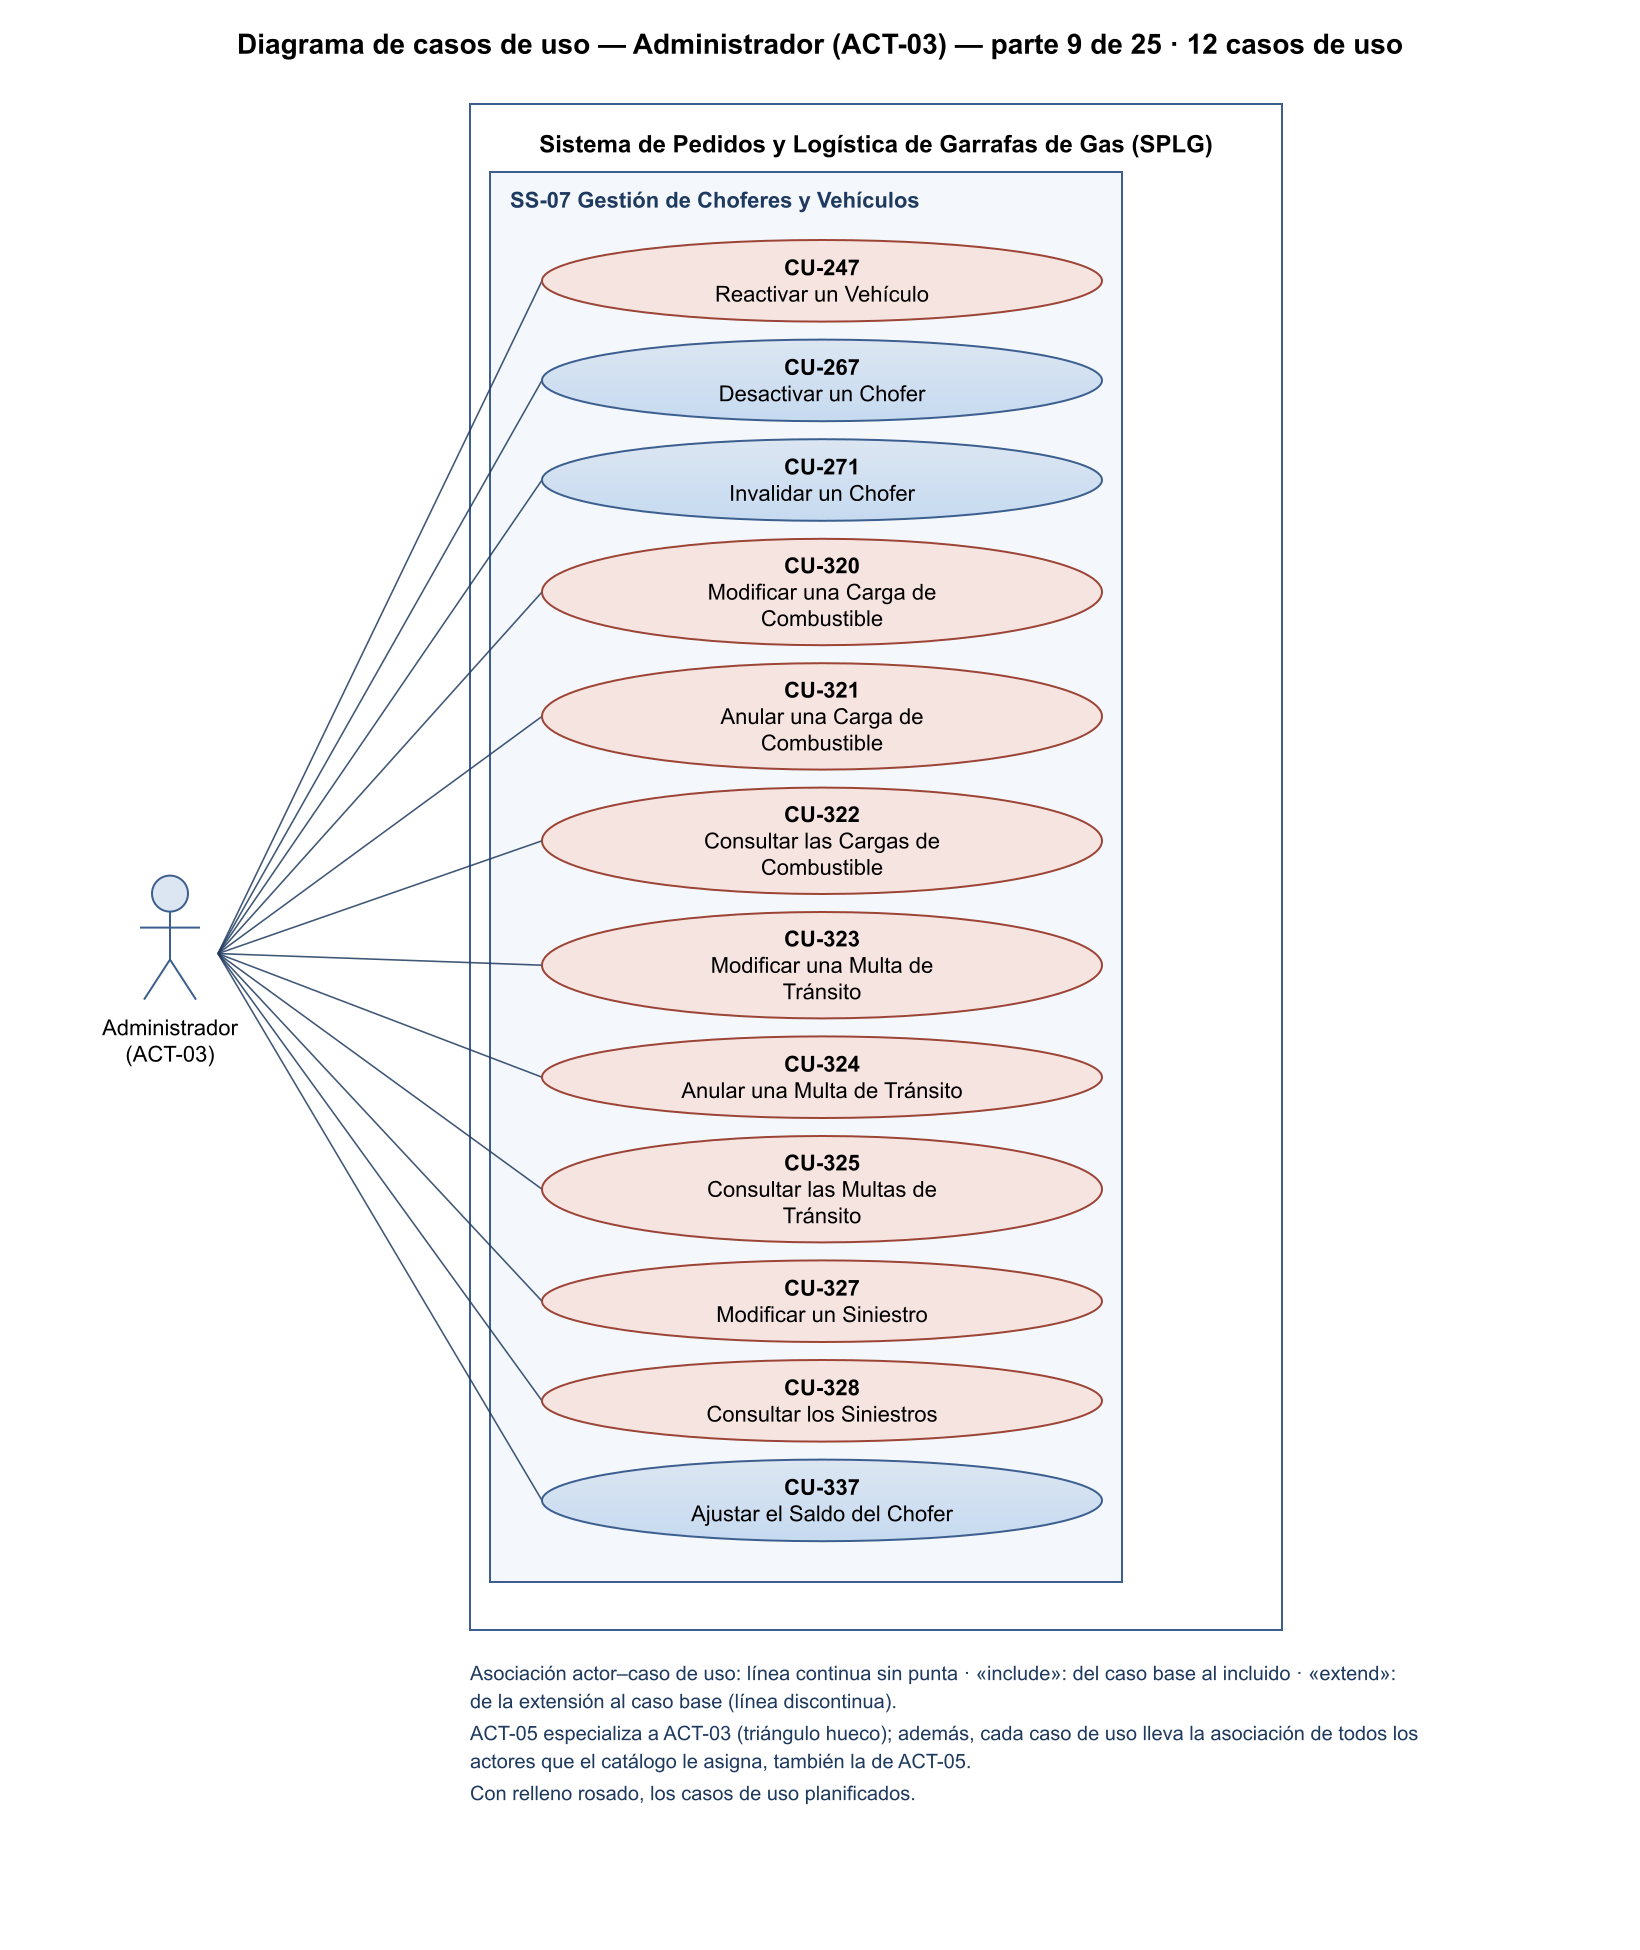 Diagrama de casos de uso — Administrador (ACT-03) — parte 9 de 25 · 12 casos de uso
Sistema de Pedidos y Logística de Garrafas de Gas (SPLG)
SS-07 Gestión de Choferes y Vehículos
CU-247
Reactivar un Vehículo
CU-267
Desactivar un Chofer
CU-271
Invalidar un Chofer
CU-320
Modificar una Carga de
Combustible
CU-321
Anular una Carga de
Combustible
CU-322
Consultar las Cargas de
Combustible
CU-323
Modificar una Multa de
Tránsito
Administrador
(ACT-03)
CU-324
Anular una Multa de Tránsito
CU-325
Consultar las Multas de
Tránsito
CU-327
Modificar un Siniestro
CU-328
Consultar los Siniestros
CU-337
Ajustar el Saldo del Chofer
Asociación actor–caso de uso: línea continua sin punta · «include»: del caso base al incluido · «extend»:
de la extensión al caso base (línea discontinua).
ACT-05 especializa a ACT-03 (triángulo hueco); además, cada caso de uso lleva la asociación de todos los
actores que el catálogo le asigna, también la de ACT-05.
Con relleno rosado, los casos de uso planificados.